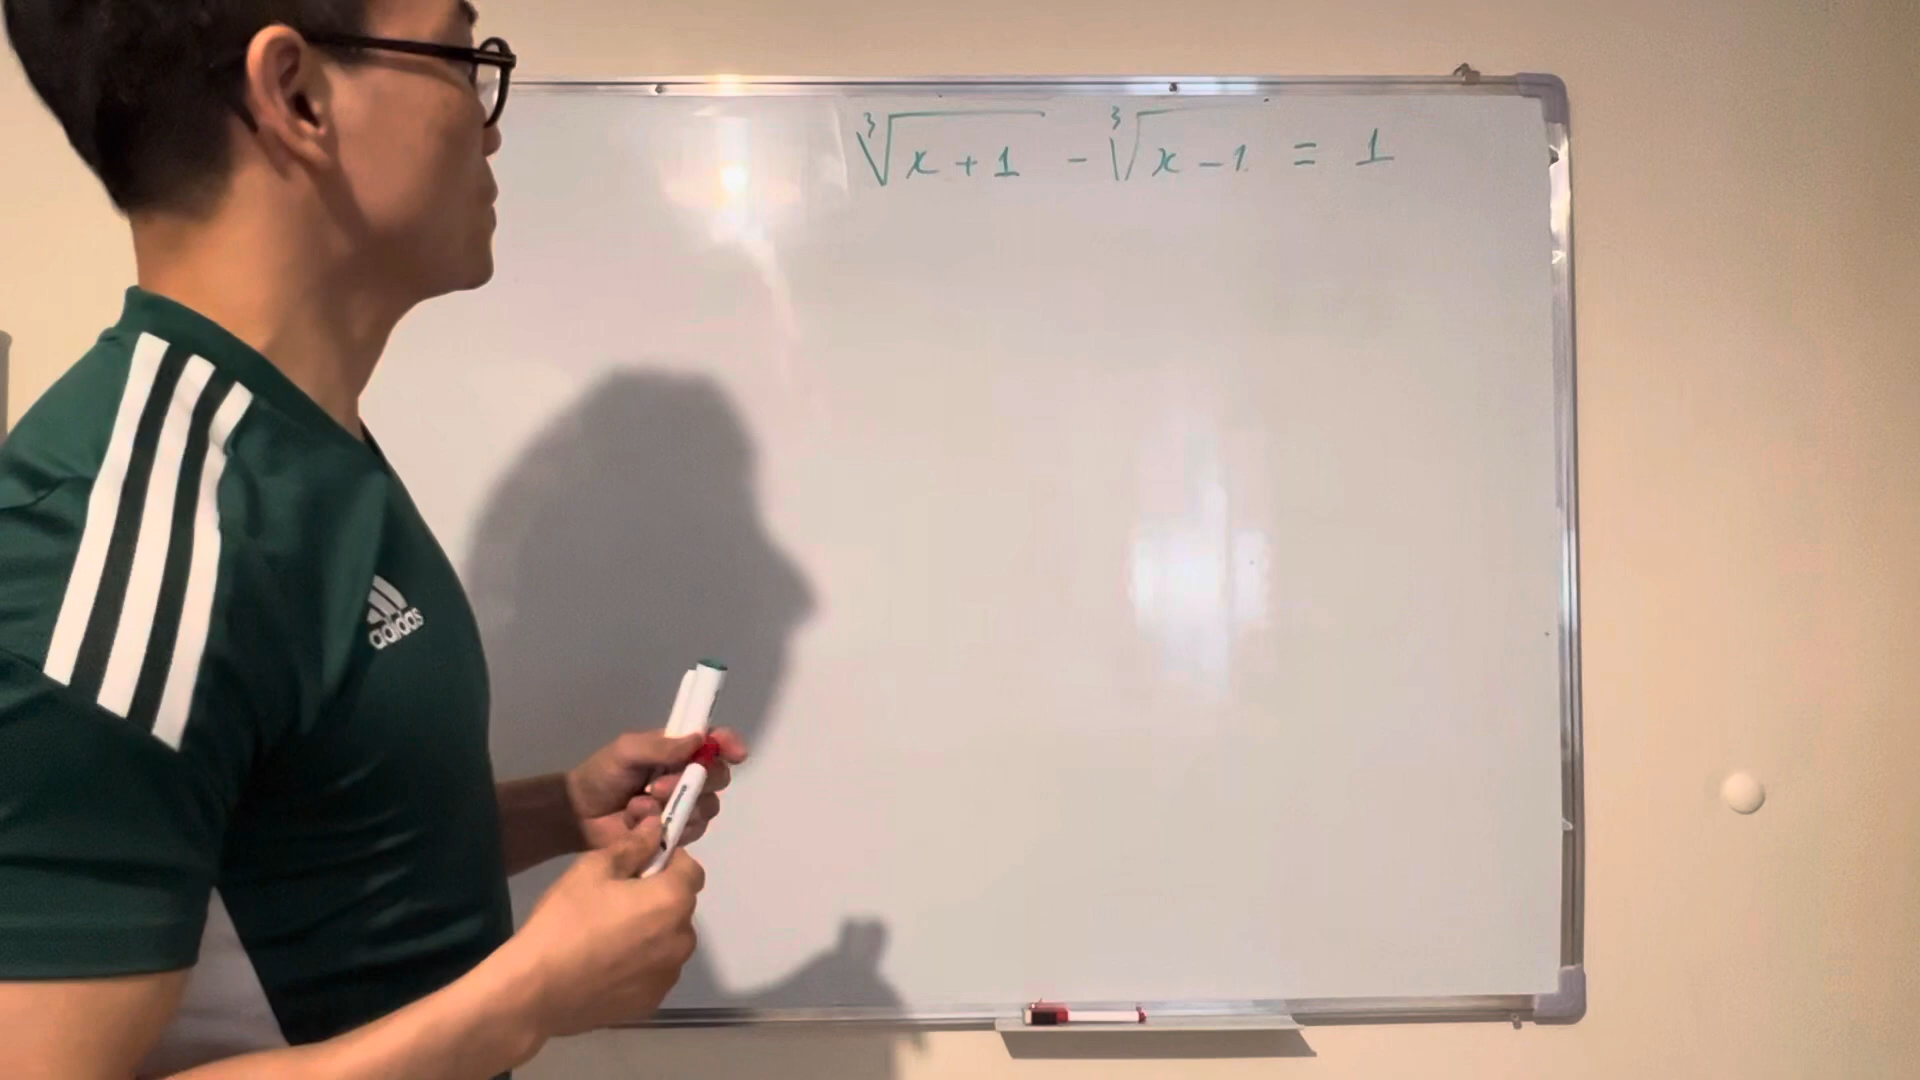 ∛(x+1) - ∛(x-1) = 1
adidas